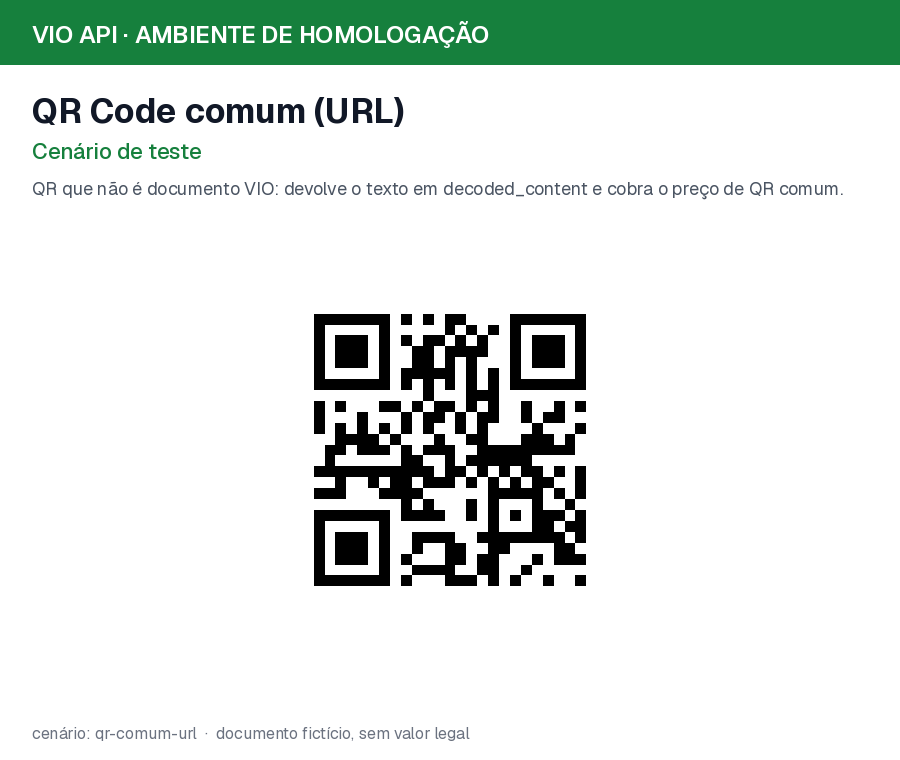 VIO API · AMBIENTE DE HOMOLOGAÇÃO
QR Code comum (URL)
Cenário de teste
QR que não é documento VIO: devolve o texto em decoded_content e cobra o preço de QR comum.
cenário: qr-comum-url · documento fictício, sem valor legal